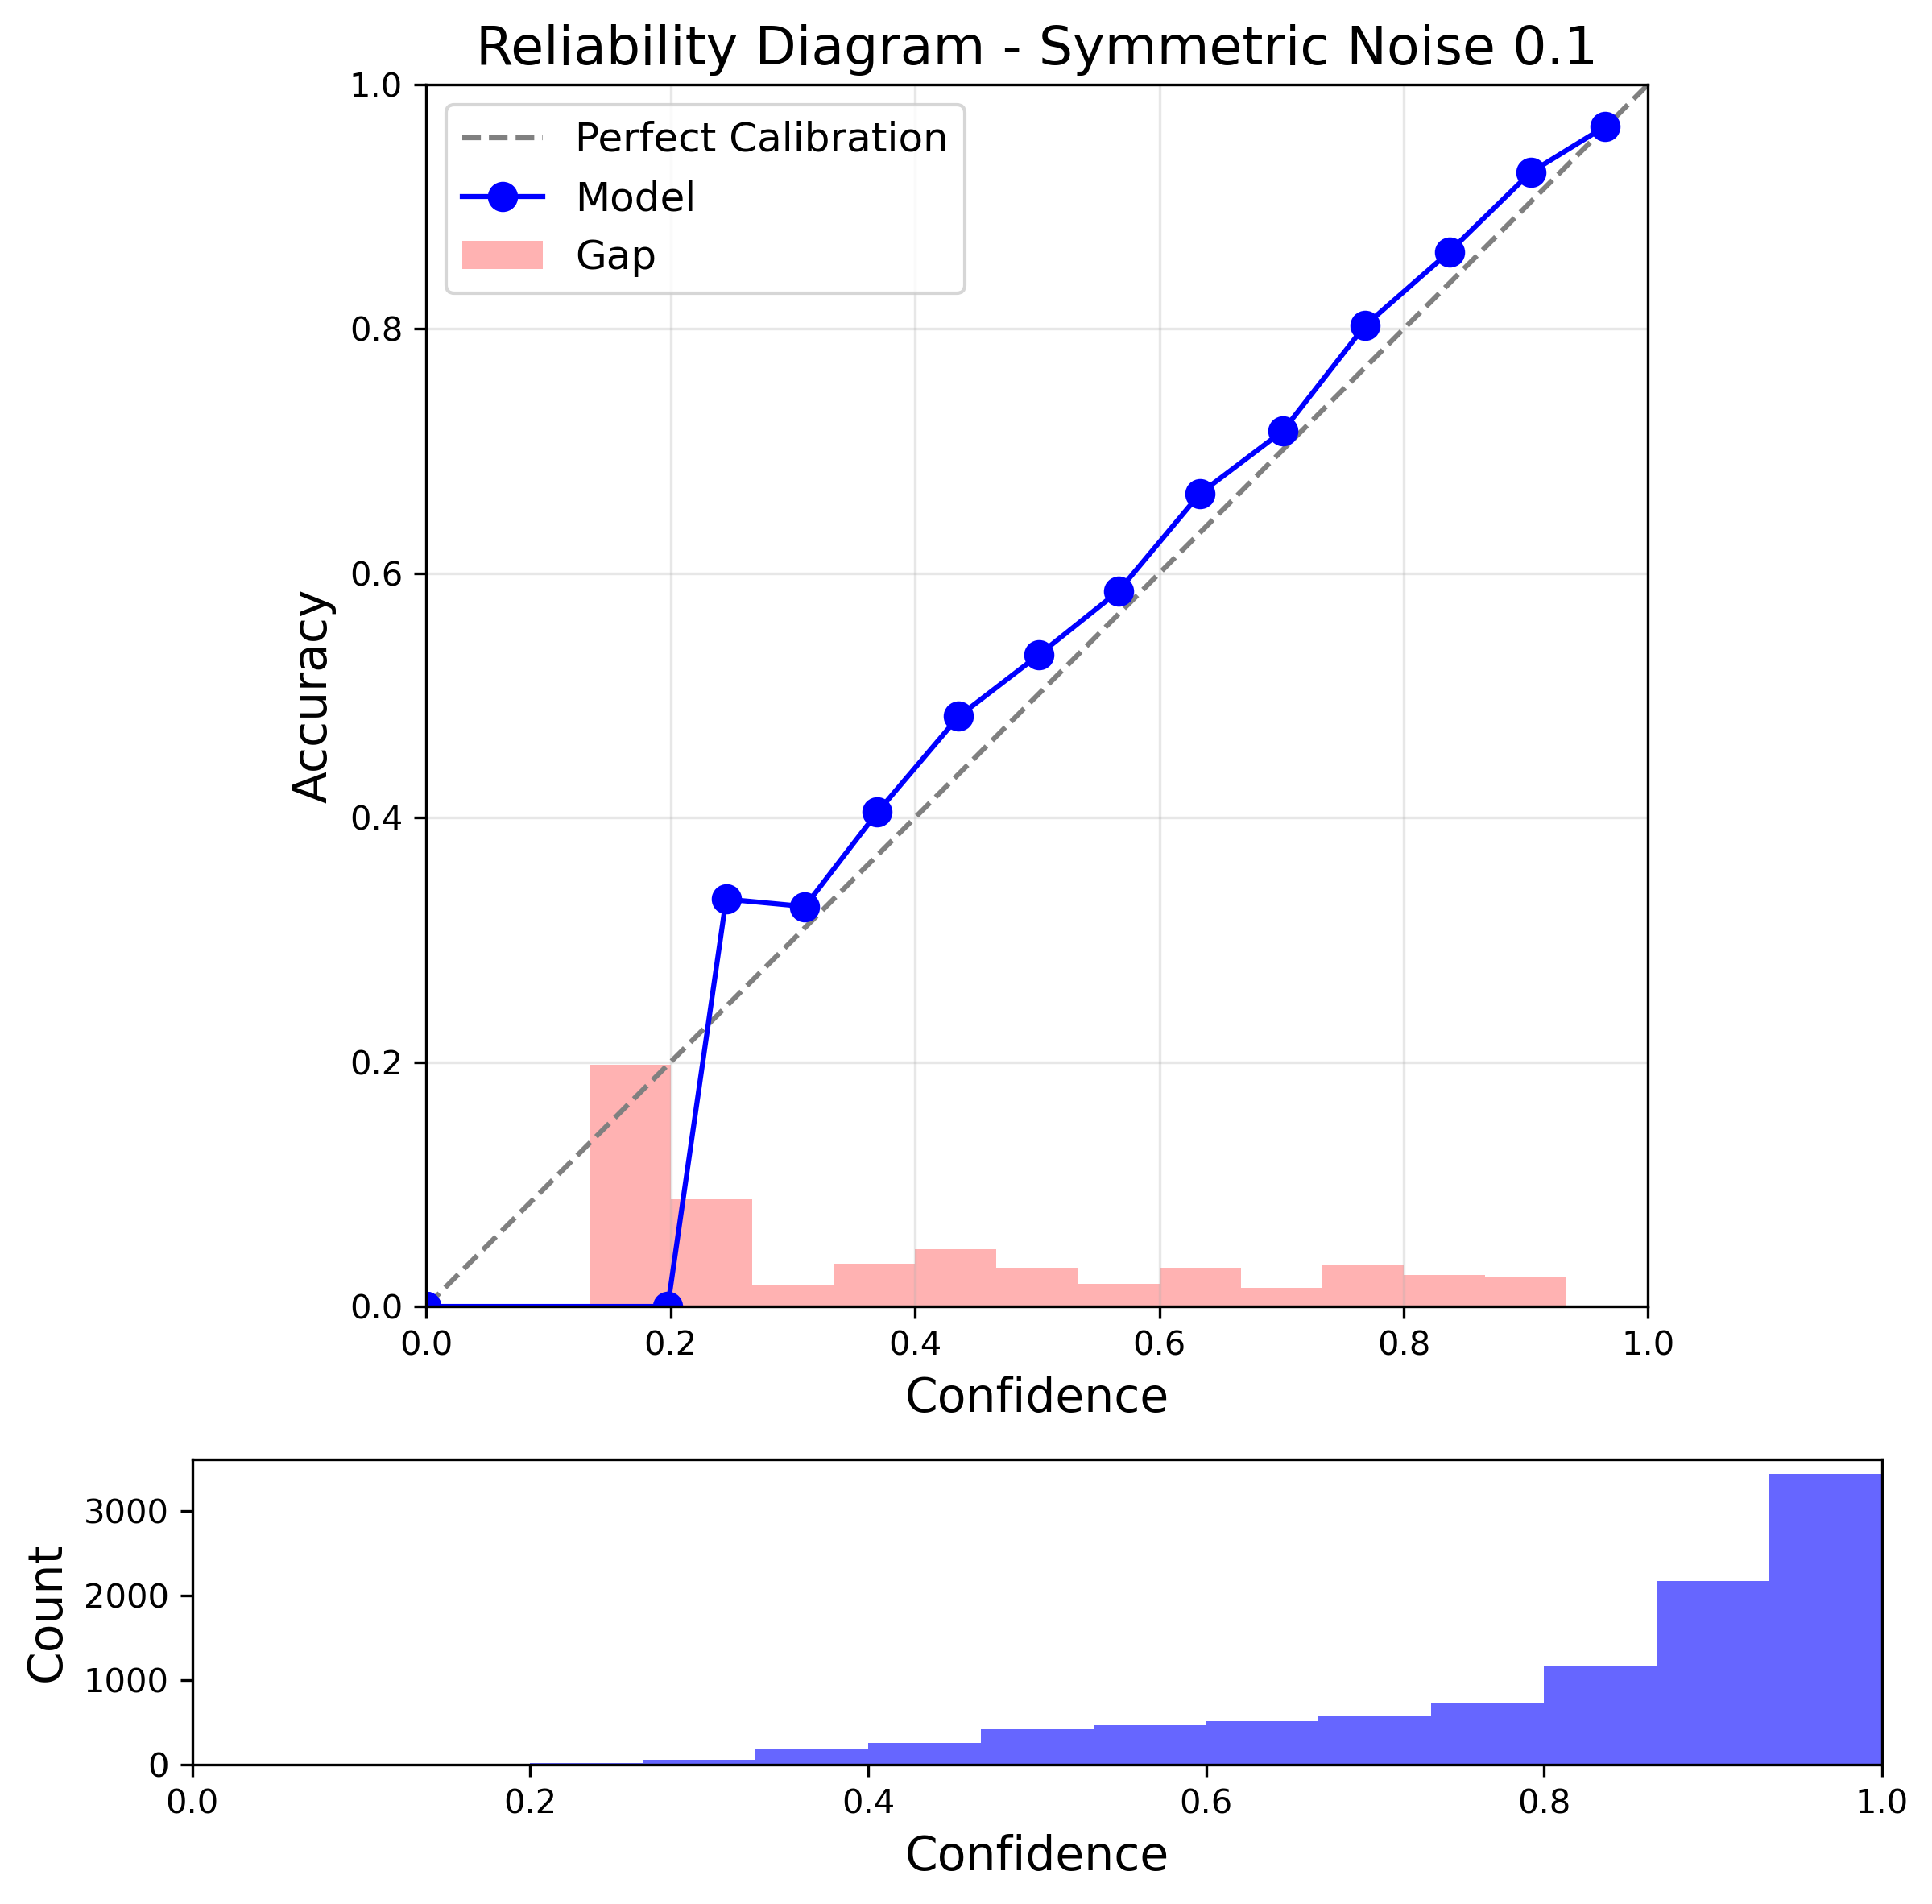 Reliability Diagram - Symmetric Noise 0.1
1.0
0.8
0.6
0.4
0.2
0.0
Accuracy
Perfect Calibration
Model
Gap
0.0 0.2 0.4 0.6 0.8 1.0
Confidence
3000
2000
1000
0
Count
0.0 0.2 0.4 0.6 0.8 1.0
Confidence